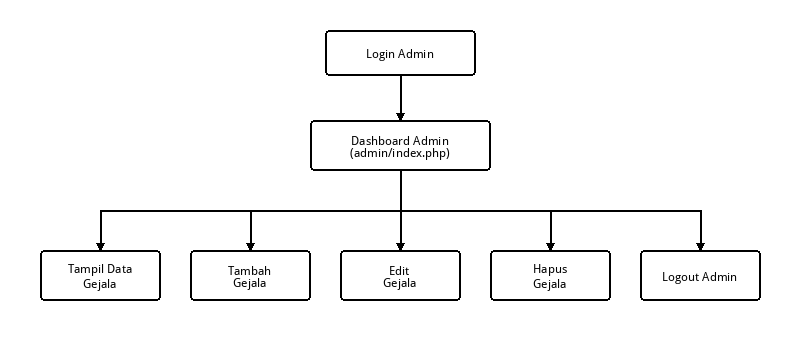 Login Admin
Dashboard Admin
(admin/index.php)
Tampil Data
Gejala
Tambah
Gejala
Edit
Gejala
Hapus
Gejala
Logout Admin